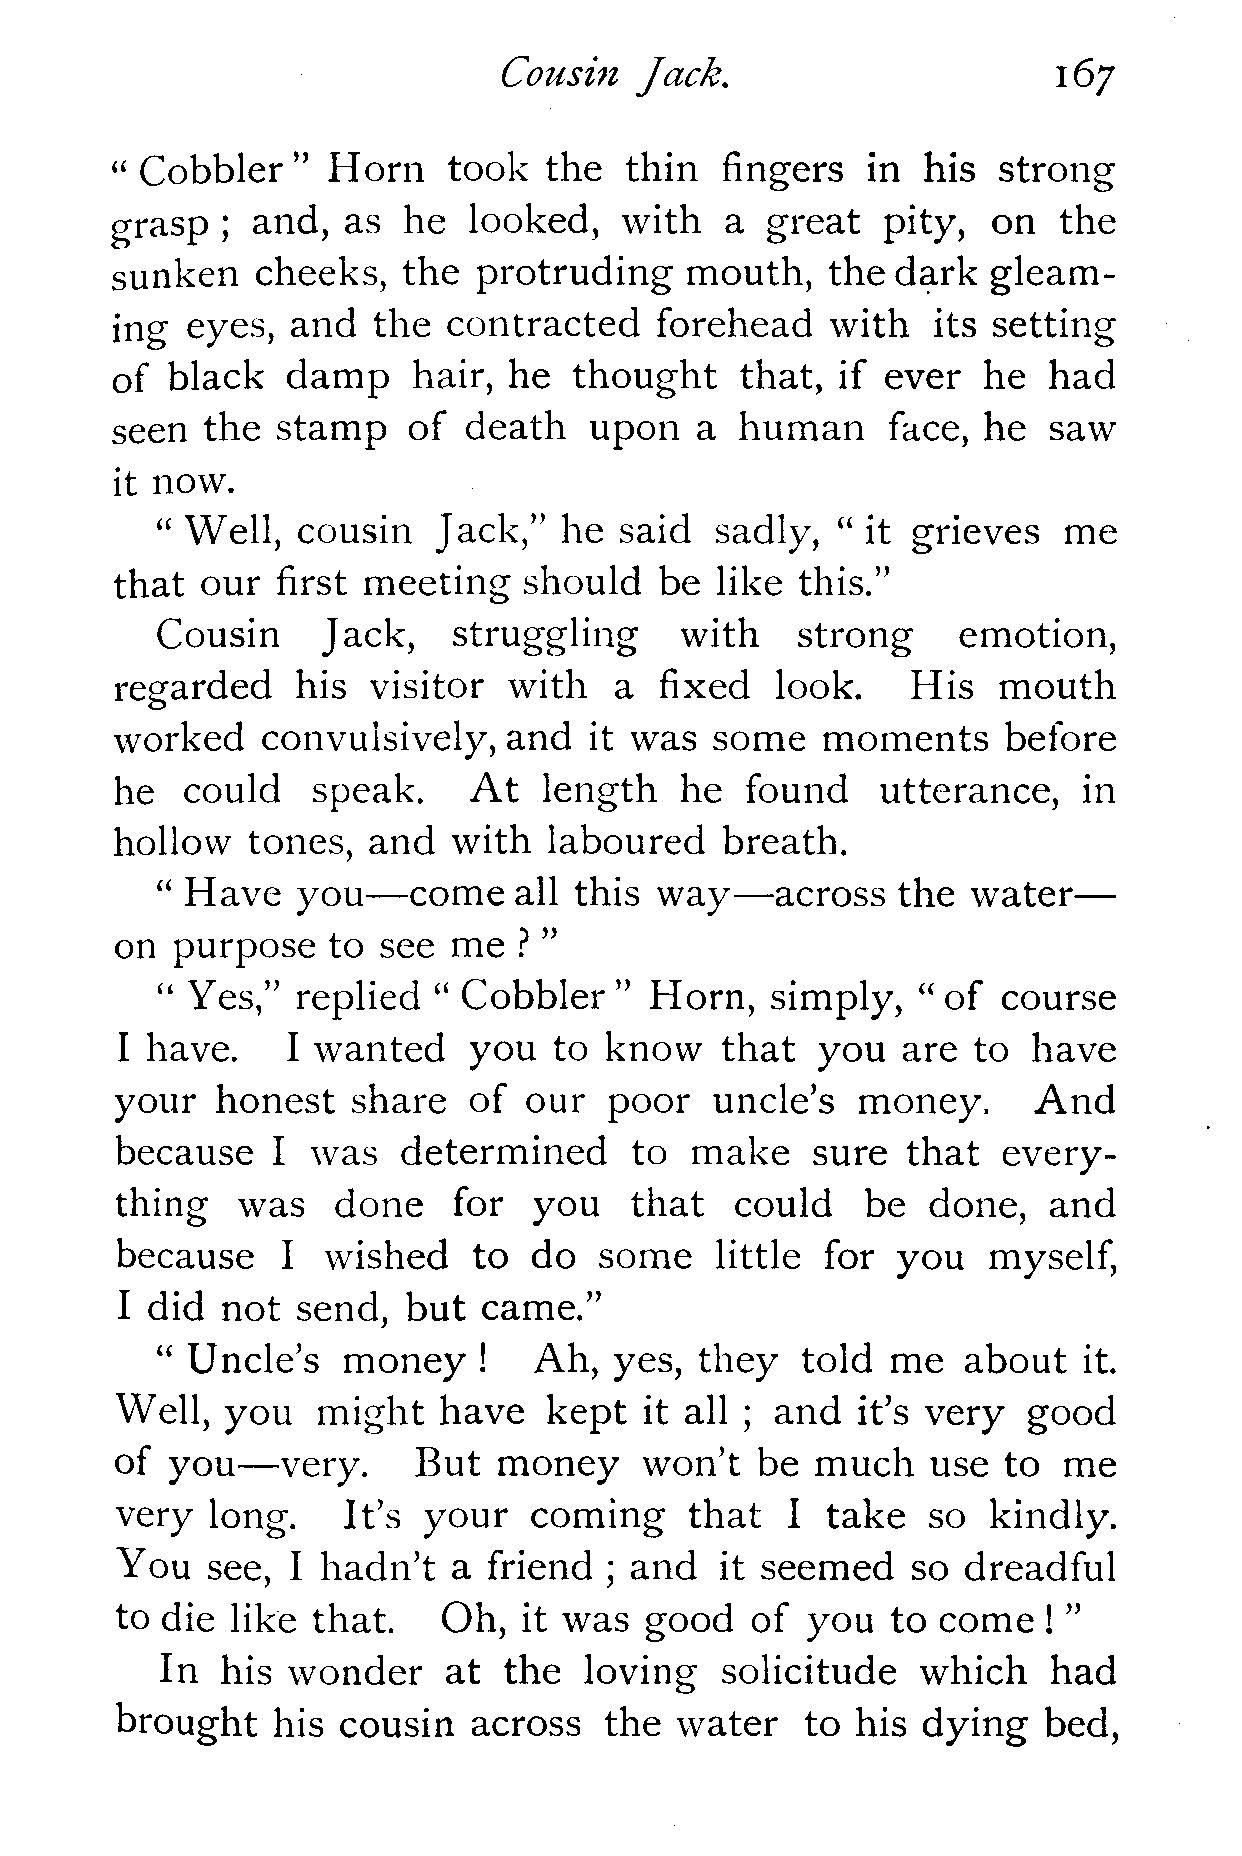 Cousin Jack. 167
" Cobbler " Horn took the thin fingers in his strong
grasp ; and, as he looked, with a great pity, on the
sunken cheeks, the protruding mouth, the dark gleam-
ing eyes, and the contracted forehead with its setting
of black damp hair, he thought that, if ever he had
seen the stamp of death upon a human face, he saw
it now.
" Well, cousin Jack," he said sadly, " it grieves me
that our first meeting should be like this."
Cousin Jack, struggling with strong emotion,
regarded his visitor with a fixed look. His mouth
worked convulsively, and it was some moments before
he could speak. At length he found utterance, in
hollow tones, and with laboured breath.
" Have you—come all this way—across the water—
on purpose to see me ? "
" Yes," replied " Cobbler " Horn, simply, " of course
I have. I wanted you to know that you are to have
your honest share of our poor uncle's money. And
because I was determined to make sure that every-
thing was done for you that could be done, and
because I wished to do some little for you myself,
I did not send, but came."
" Uncle's money ! Ah, yes, they told me about it.
Well, you might have kept it all ; and it's very good
of you—very. But money won't be much use to me
very long. It's your coming that I take so kindly.
You see, I hadn't a friend ; and it seemed so dreadful
to die like that. Oh, it was good of you to come ! "
In his wonder at the loving solicitude which had
brought his cousin across the water to his dying bed,